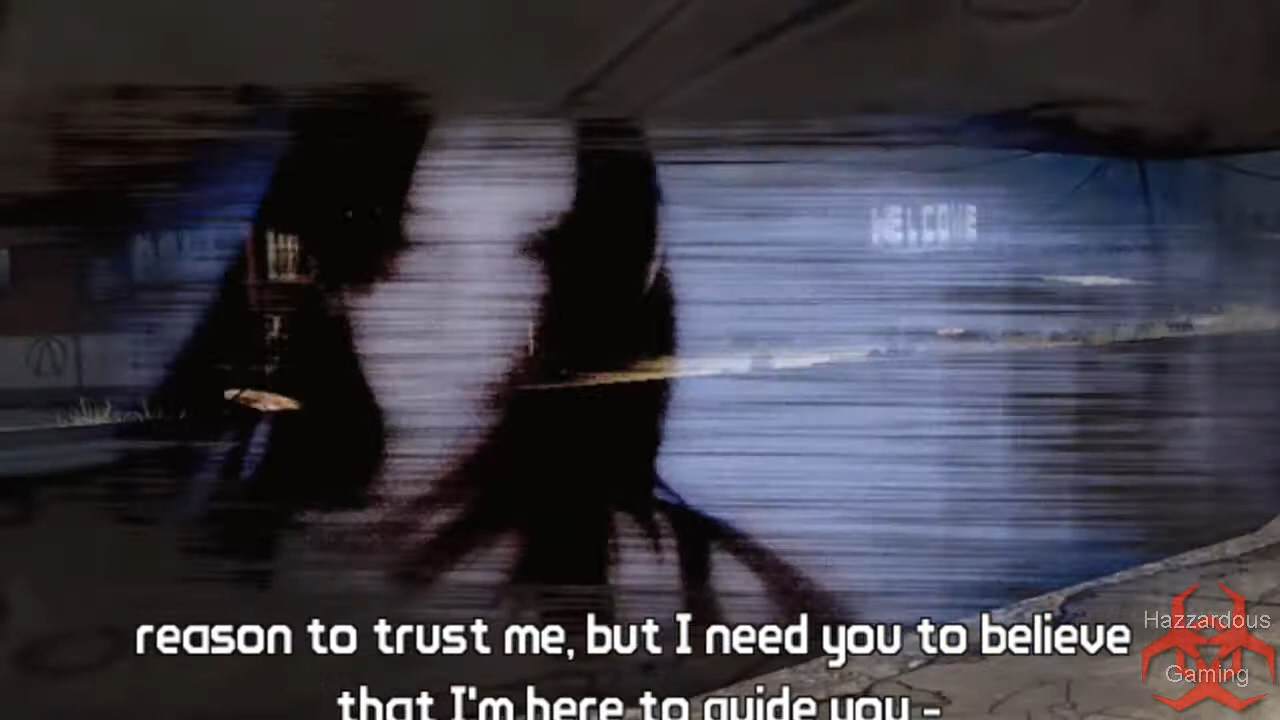 WELCOME
reason to trust me, but I need you to believe
that I'm here to guide you -
Hazzardous
Gaming